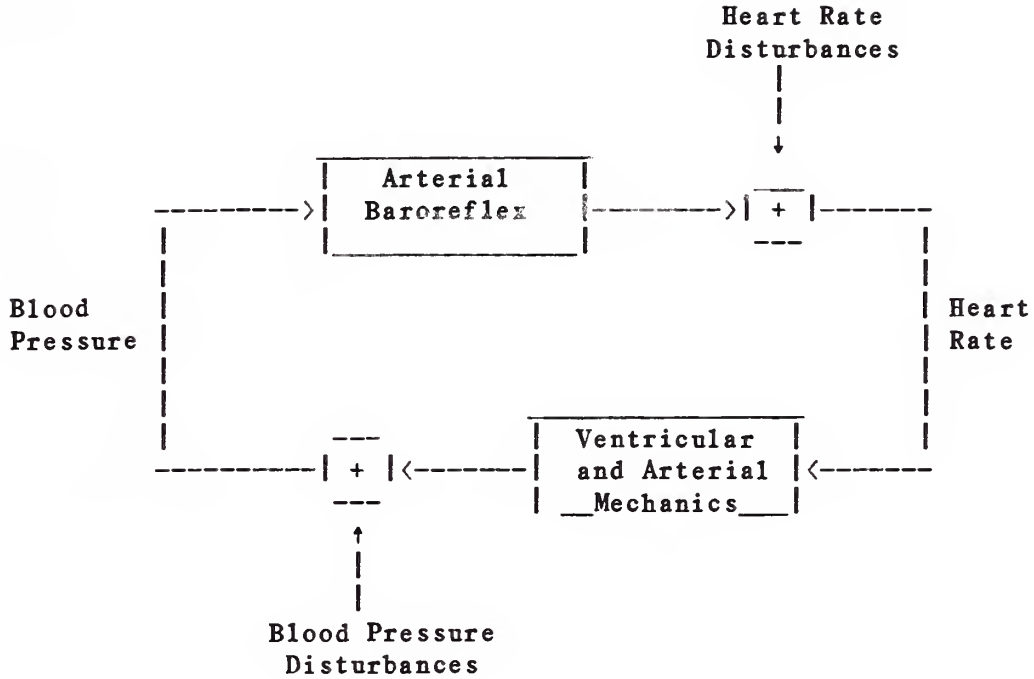 Heart Rate
Disturbances
Arterial
Baroreflex
+
Blood
Pressure
Heart
Rate
+
Ventricular
and Arterial
Mechanics
Blood Pressure
Disturbances